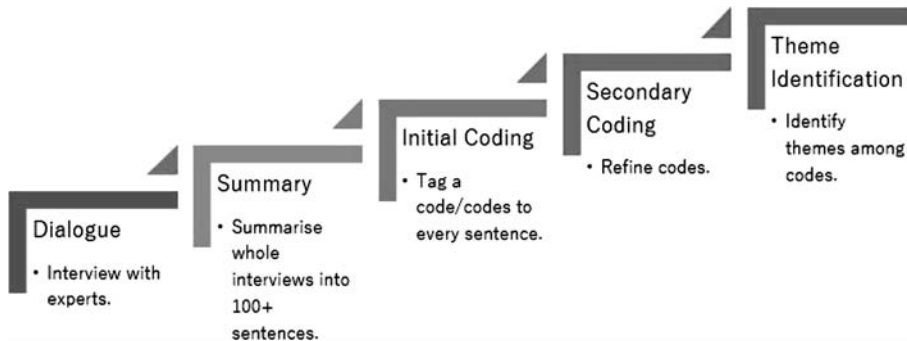 Dialogue
• Interview with
experts.
Summary
• Summarise
whole
interviews into
100+
sentences.
Initial Coding
• Tag a
code/codes to
every sentence.
Secondary
Coding
• Refine codes.
Theme
Identification
• Identify
themes among
codes.